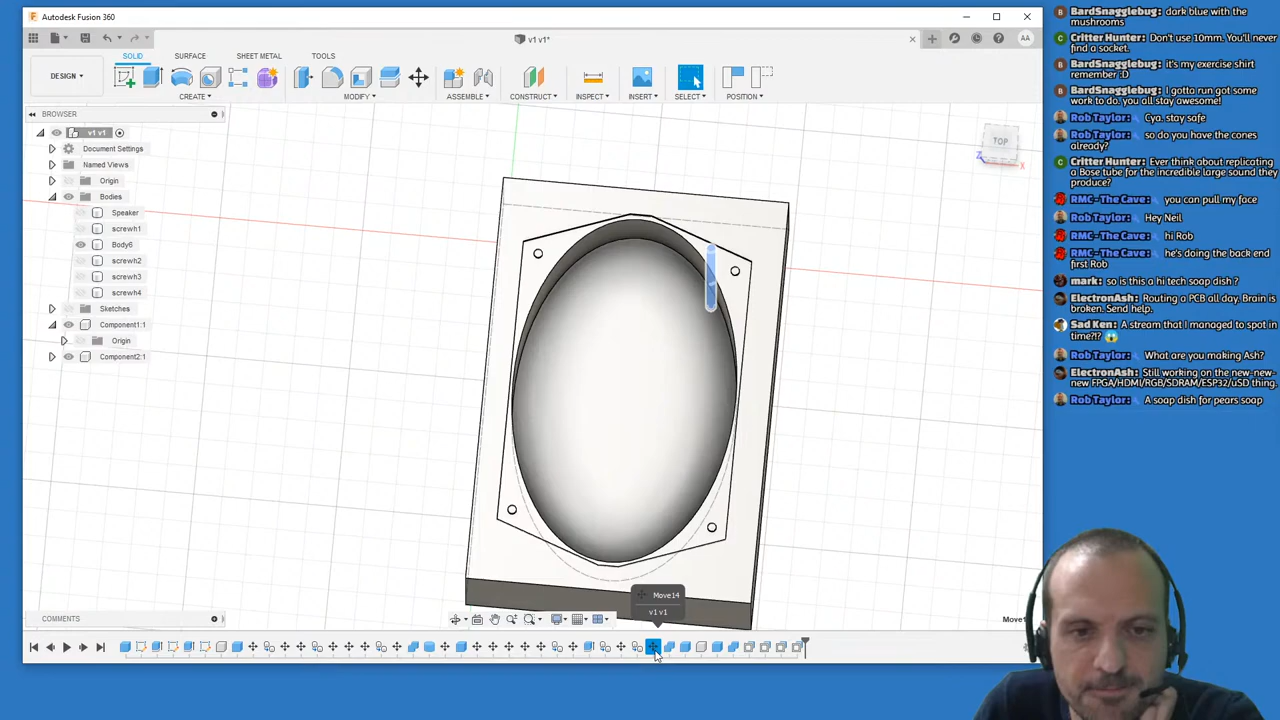 Autodesk Fusion 360
v1 v1*
AA
DESIGN
SOLID
SURFACE
SHEET METAL
TOOLS
CREATE
MODIFY
ASSEMBLE
CONSTRUCT
INSPECT
INSERT
SELECT
POSITION
BROWSER
v1 v1
Document Settings
Named Views
Origin
Bodies
Speaker
screwh1
Body6
screwh2
screwh3
screwh4
Sketches
Component1:1
Origin
Component2:1
TOP
Z
X
Move14
v1 v1
COMMENTS
BardSnagglebug: dark blue with the
mushrooms
Critter Hunter: Don't use 10mm. You'll never
find a socket.
BardSnagglebug: it's my exercise shirt
remember :D
BardSnagglebug: I gotta run got some
work to do. you all stay awesome!
Rob Taylor: Cya. stay safe
Rob Taylor: so do you have the cones
already?
Critter Hunter: Ever think about replicating
a Bose tube for the incredible large sound they
produce?
RMC - The Cave: you can pull my face
Rob Taylor: Hey Neil
RMC - The Cave: hi Rob
RMC - The Cave: he's doing the back end
first Rob
mark: so is this a hi tech soap dish ?
ElectronAsh: Routing a PCB all day. Brain is
broken. Send help.
Sad Ken: A stream that I managed to spot in
time?!? 😱
Rob Taylor: What are you making Ash?
ElectronAsh: Still working on the new-new-
new FPGA/HDMI/RGB/SDRAM/ESP32/uSD thing.
Rob Taylor: A soap dish for pears soap